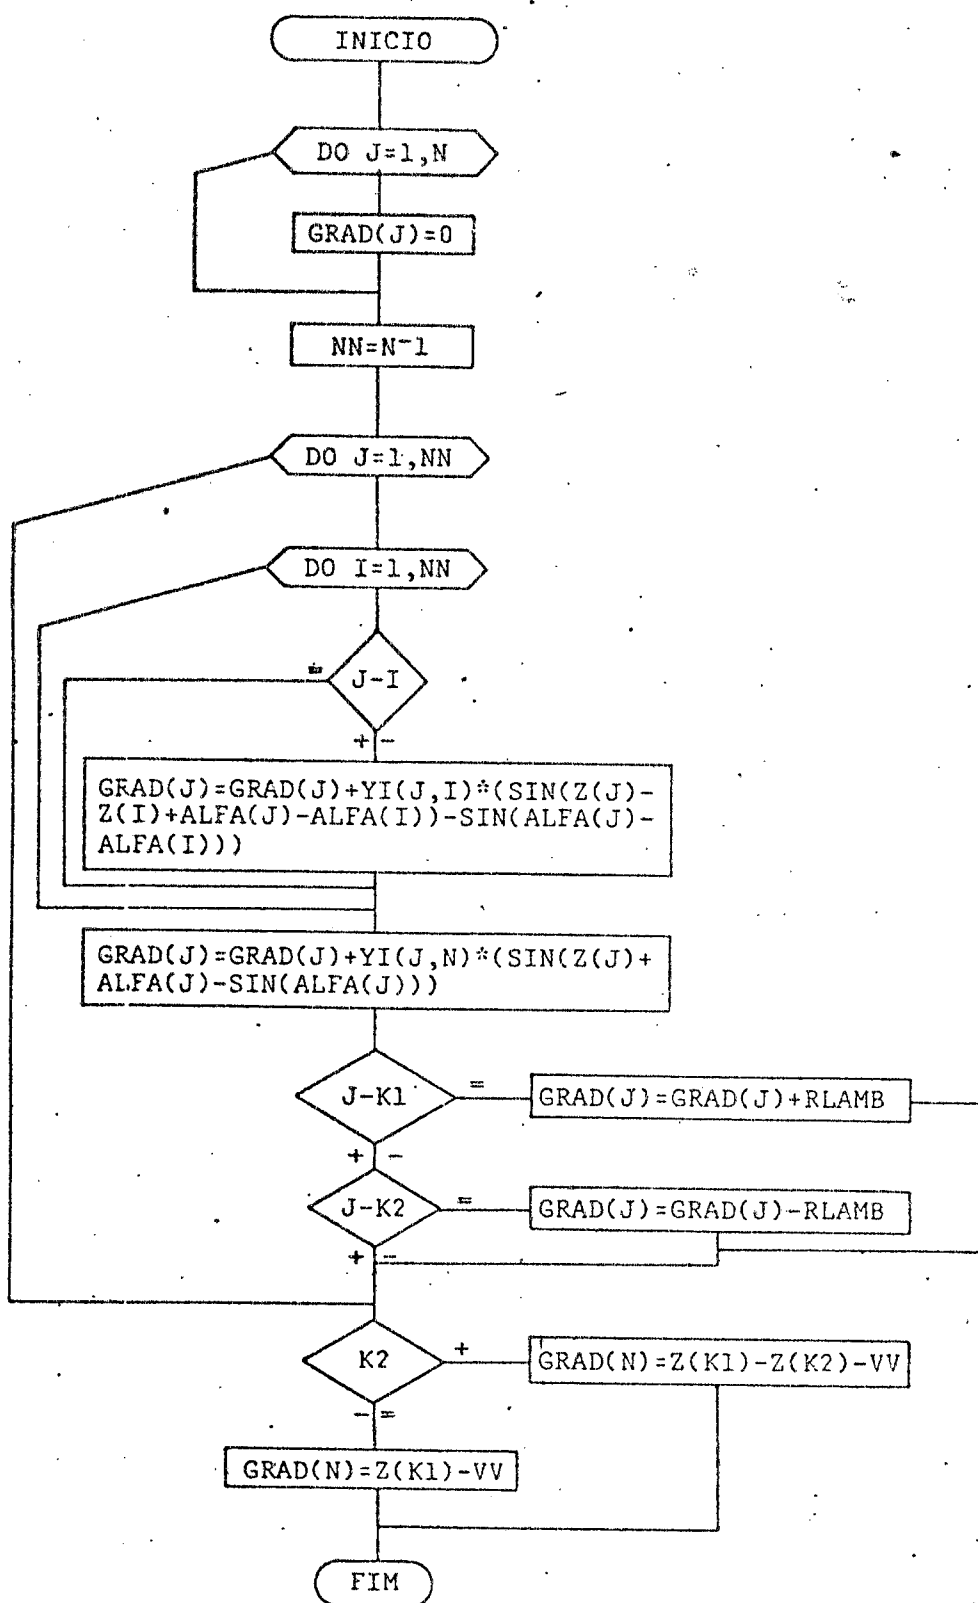 INICIO
DO J=1,N
GRAD(J)=0
NN=N-1
DO J=1,NN
DO I=1,NN
=
J-I
+ -
GRAD(J)=GRAD(J)+YI(J,I)*(SIN(Z(J)-
Z(I)+ALFA(J)-ALFA(I))-SIN(ALFA(J)-
ALFA(I)))
GRAD(J)=GRAD(J)+YI(J,N)*(SIN(Z(J)+
ALFA(J)-SIN(ALFA(J)))
J-K1
=
GRAD(J)=GRAD(J)+RLAMB
+ -
J-K2
=
GRAD(J)=GRAD(J)-RLAMB
+ -
K2
+
GRAD(N)=Z(K1)-Z(K2)-VV
- =
GRAD(N)=Z(K1)-VV
FIM